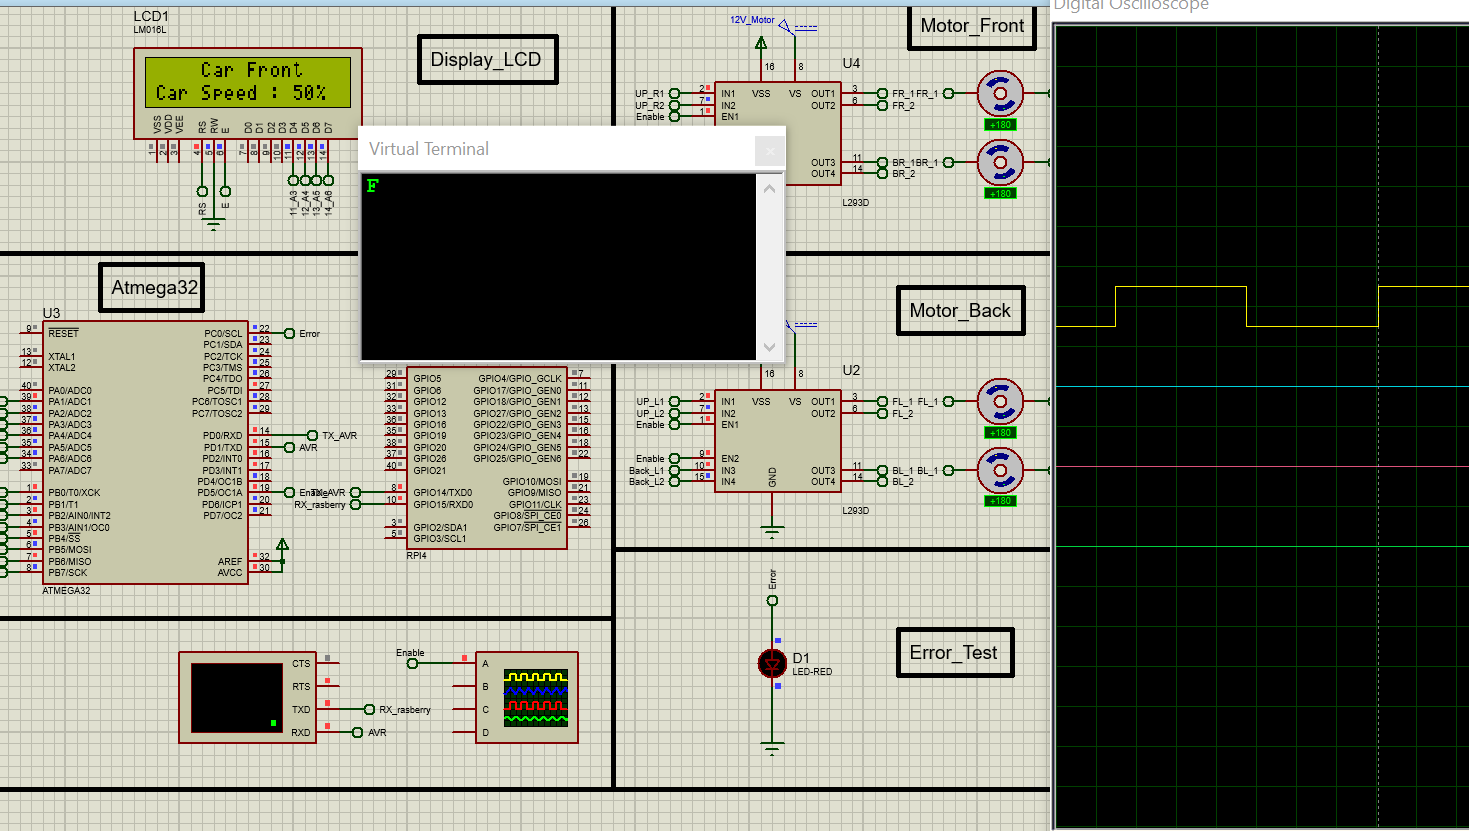 Digital Oscilloscope
LCD1
LM016L
Car Front
Car Speed : 50%
VSS
VDD
VEE
RS
RW
E
D0
D1
D2
D3
D4
D5
D6
D7
1
2
3
4
5
6
7
8
9
10
11
12
13
14
RS
E
11_A3
12_A4
13_A5
14_A6
Display_LCD
Virtual Terminal
F
12V_Motor
Motor_Front
U4
16
8
UP_R1
UP_R2
Enable
2
7
1
IN1
IN2
EN1
VSS
VS
OUT1
OUT2
OUT3
OUT4
3
6
11
14
FR_1
FR_1
FR_2
BR_1
BR_1
BR_2
+180
+180
L293D
Atmega32
U3
9
RESET
13
XTAL1
12
XTAL2
40
PA0/ADC0
39
PA1/ADC1
38
PA2/ADC2
37
PA3/ADC3
36
PA4/ADC4
35
PA5/ADC5
34
PA6/ADC6
33
PA7/ADC7
1
PB0/T0/XCK
2
PB1/T1
3
PB2/AIN0/INT2
4
PB3/AIN1/OC0
5
PB4/SS
6
PB5/MOSI
7
PB6/MISO
8
PB7/SCK
PC0/SCL
22
Error
PC1/SDA
23
PC2/TCK
24
PC3/TMS
25
PC4/TDO
26
PC5/TDI
27
PC6/TOSC1
28
PC7/TOSC2
29
PD0/RXD
14
TX_AVR
PD1/TXD
15
AVR
PD2/INT0
16
PD3/INT1
17
PD4/OC1B
18
PD5/OC1A
19
PD6/ICP1
20
PD7/OC2
21
AREF
32
AVCC
30
ATMEGA32
RX_rasberry
29
GPIO5
31
GPIO6
32
GPIO12
33
GPIO13
36
GPIO16
35
GPIO19
38
GPIO20
37
GPIO26
40
GPIO21
8
GPIO14/TXD0
10
GPIO15/RXD0
3
GPIO2/SDA1
5
GPIO3/SCL1
GPIO4/GPIO_GCLK
7
GPIO17/GPIO_GEN0
11
GPIO18/GPIO_GEN1
12
GPIO27/GPIO_GEN2
13
GPIO22/GPIO_GEN3
15
GPIO23/GPIO_GEN4
16
GPIO24/GPIO_GEN5
18
GPIO25/GPIO_GEN6
22
GPIO10/MOSI
19
GPIO9/MISO
21
GPIO11/CLK
23
GPIO8/SPI_CE0
24
GPIO7/SPI_CE1
26
RPI4
Motor_Back
U2
16
8
UP_L1
UP_L2
Enable
Enable
Back_L1
Back_L2
2
7
1
9
10
15
IN1
IN2
EN1
EN2
IN3
IN4
VSS
VS
GND
OUT1
OUT2
OUT3
OUT4
3
6
11
14
FL_1
FL_1
FL_2
BL_1
BL_1
BL_2
+180
+180
L293D
CTS
RTS
TXD
RXD
RX_rasberry
AVR
Enable
A
B
C
D
Error
D1
LED-RED
Error_Test